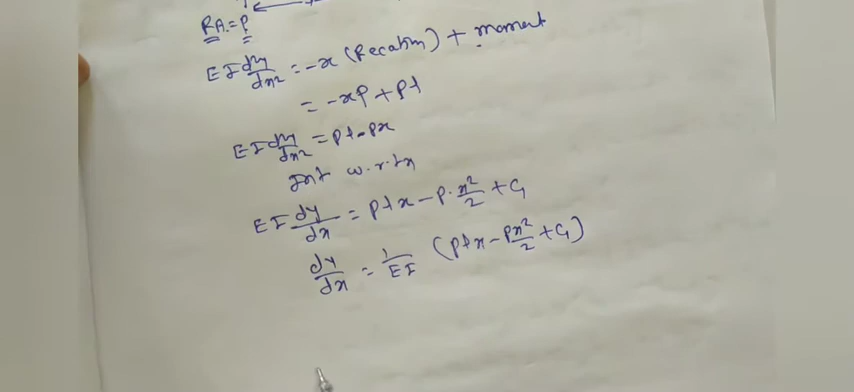 RA = P
EI d²y/dx² = -x (Reaction) + moment
= -xP + Pl
EI d²y/dx² = Pl - Px
Int w.r.t x
EI dy/dx = Plx - P·x²/2 + C₁
dy/dx = 1/EI (Plx - Px²/2 + C₁)